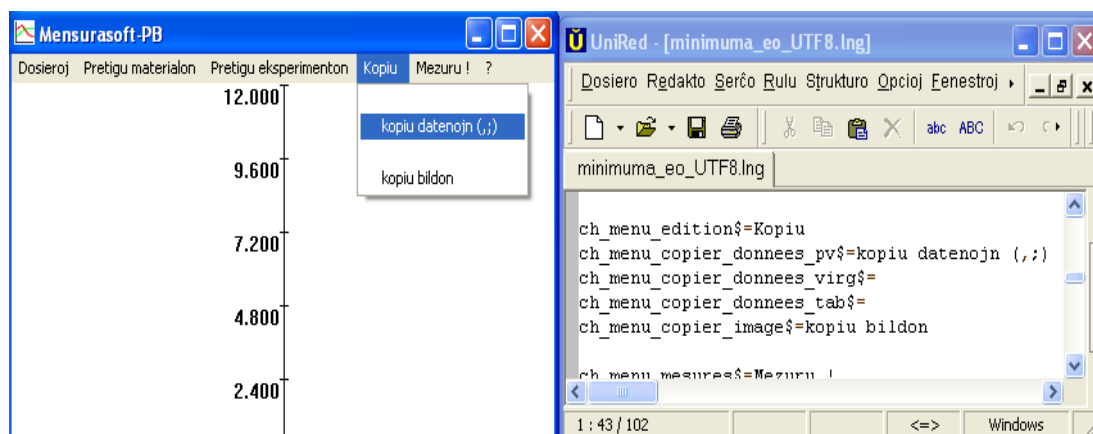 Mensurasoft-PB
Dosieroj Pretigu materialon Pretigu eksperimenton Kopiu Mezuru ! ?
kopiu datenojn (,;)
kopiu bildon
12.000
9.600
7.200
4.800
2.400
UniRed - [minimuma_eo_UTF8.lng]
Dosiero Redakto Serĉo Rulu Strukturo Opcioj Fenestroj
abc ABC
minimuma_eo_UTF8.lng
ch_menu_edition$=Kopiu
ch_menu_copier_donnees_pv$=kopiu datenojn (,;)
ch_menu_copier_donnees_virg$=
ch_menu_copier_donnees_tab$=
ch_menu_copier_image$=kopiu bildon
ch_menu_mesures$=Mezuru !
1 : 43 / 102 <=> Windows